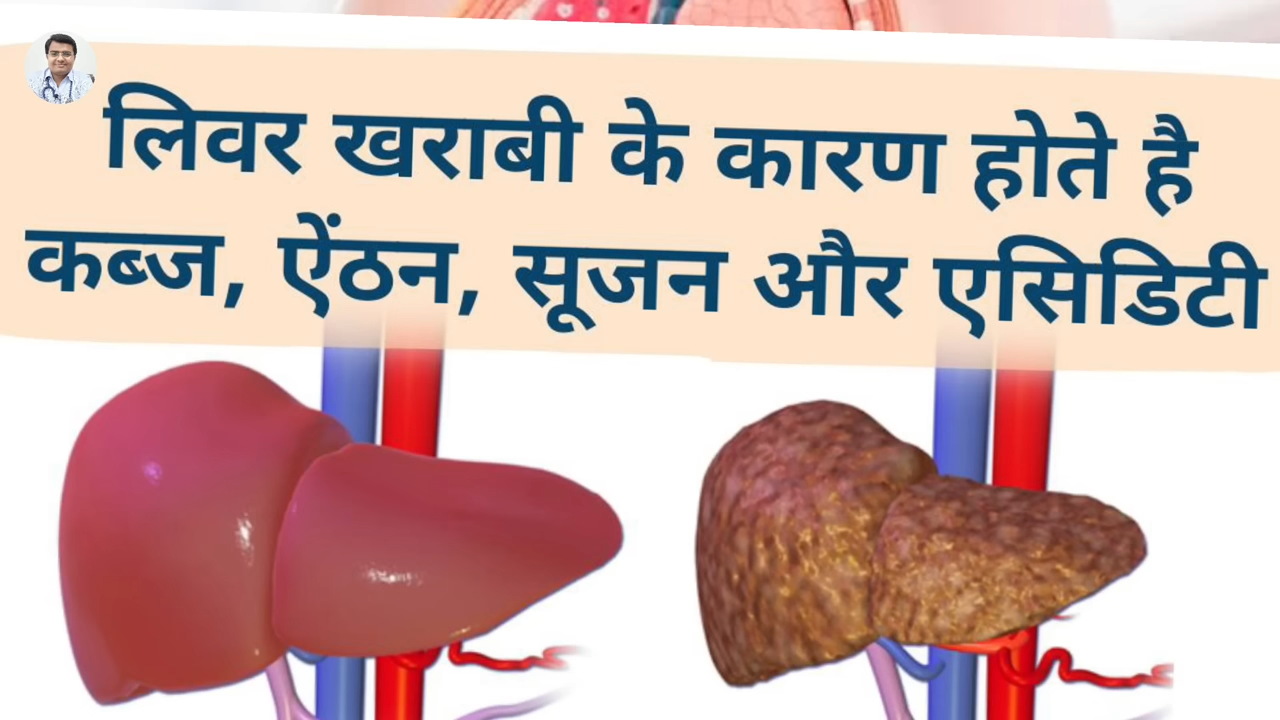 लिवर खराबी के कारण होते है
कब्ज, ऐंठन, सूजन और एसिडिटी